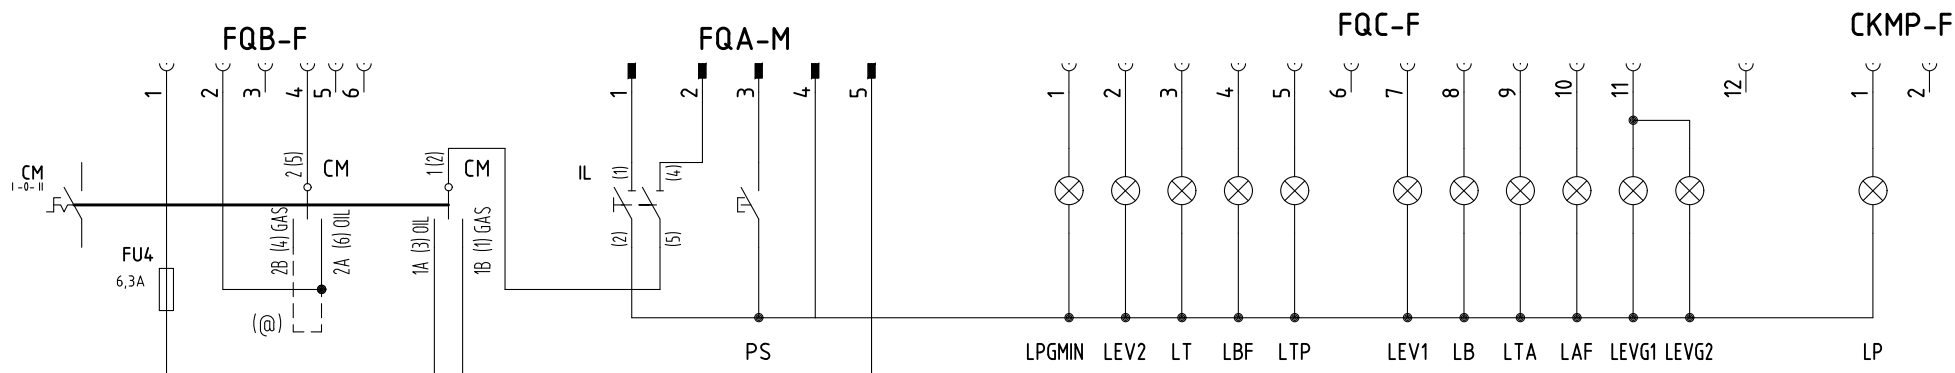 FQB-F FQA-M FQC-F CKMP-F
1 2 3 4 5 6 1 2 3 4 5 1 2 3 4 5 6 7 8 9 10 11 12 1 2
CM
I-0-II
2 (5) CM 1 (2) CM IL (1) (4)
2B (4) GAS 2A (6) OIL 1A (3) OIL 1B (1) GAS (2) (5)
FU4
6,3A
(@)
PS LPGMIN LEV2 LT LBF LTP LEV1 LB LTA LAF LEVG1 LEVG2 LP